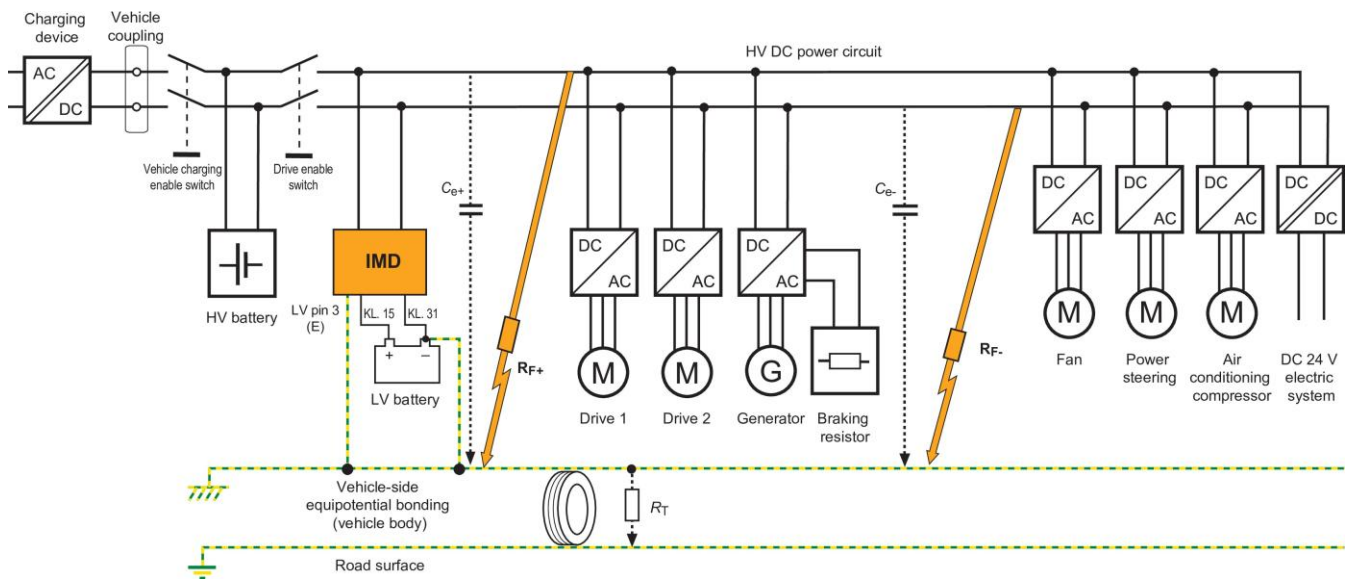 Charging
device
Vehicle
coupling
HV DC power circuit
AC
DC
Vehicle charging
enable switch
Drive enable
switch
Ce+
Ce-
IMD
HV battery
LV pin 3
(E)
KL. 15
KL. 31
+
–
LV battery
RF+
DC
AC
DC
AC
DC
AC
M
M
G
Drive 1
Drive 2
Generator
Braking
resistor
RF-
DC
AC
DC
AC
DC
AC
DC
DC
M
M
M
Fan
Power
steering
Air
conditioning
compressor
DC 24 V
electric
system
Vehicle-side
equipotential bonding
(vehicle body)
RT
Road surface